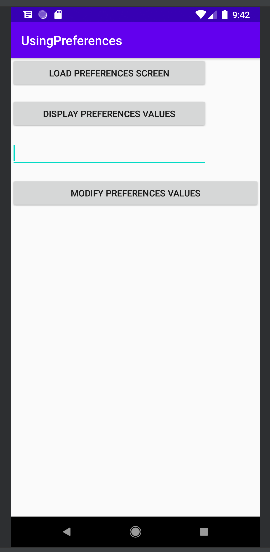 9:42
UsingPreferences
LOAD PREFERENCES SCREEN
DISPLAY PREFERENCES VALUES
MODIFY PREFERENCES VALUES